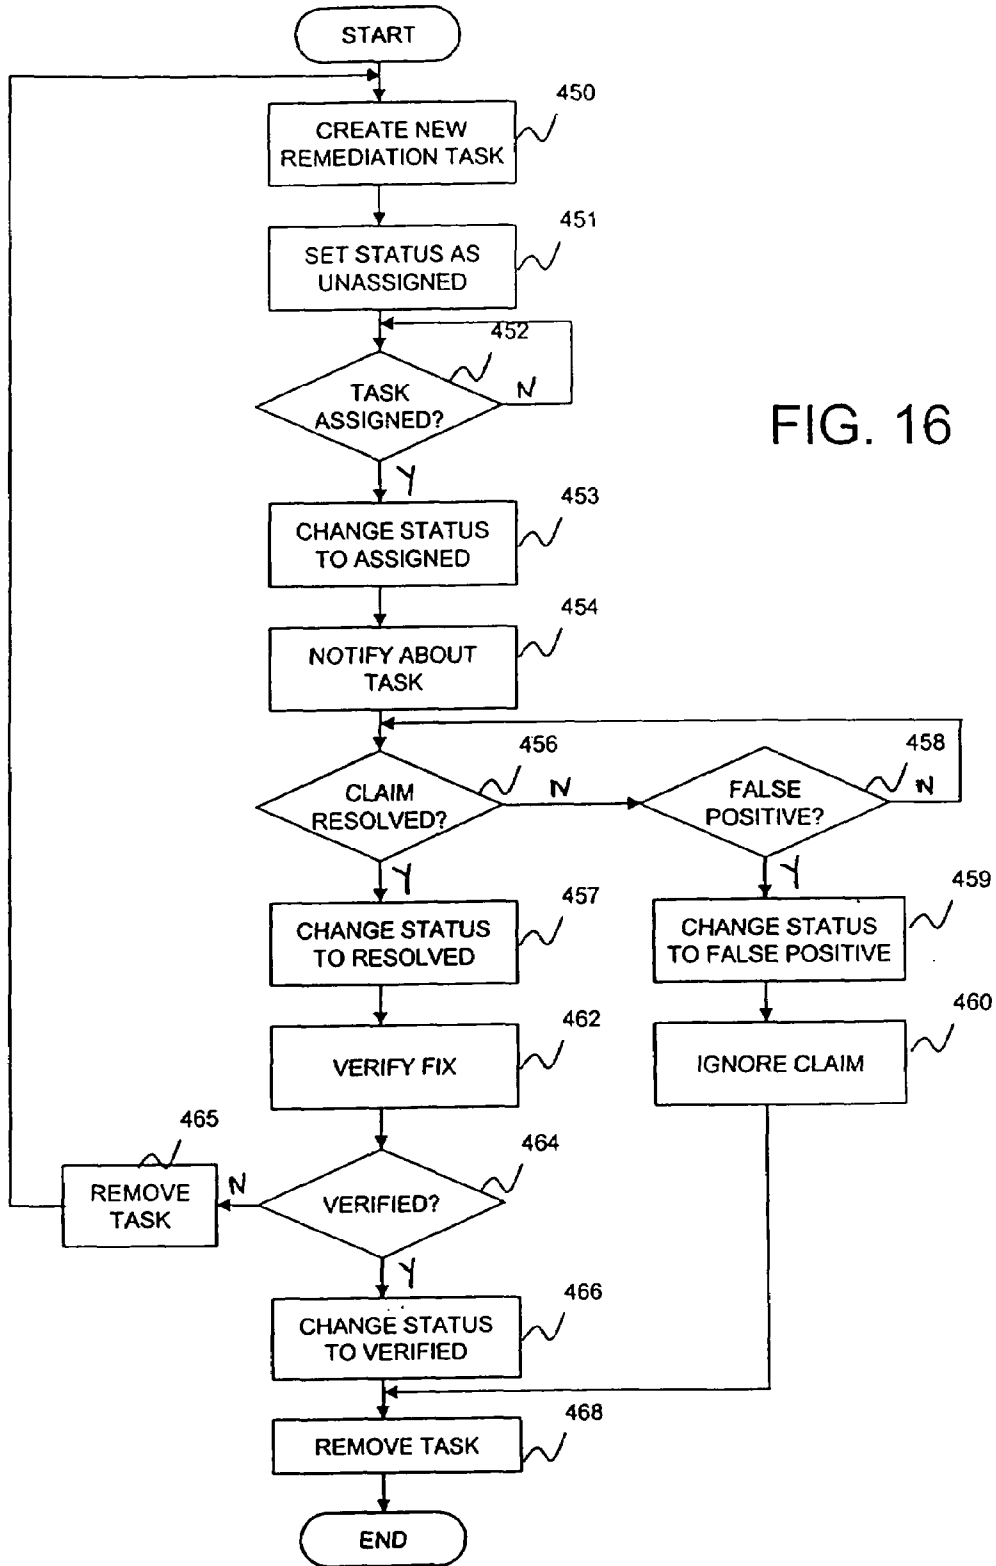 START
450
CREATE NEW
REMEDIATION TASK
451
SET STATUS AS
UNASSIGNED
452
TASK
ASSIGNED?
N
FIG. 16
Y
453
CHANGE STATUS
TO ASSIGNED
454
NOTIFY ABOUT
TASK
456
CLAIM
RESOLVED?
N
458
FALSE
POSITIVE?
N
Y
Y
457
CHANGE STATUS
TO RESOLVED
459
CHANGE STATUS
TO FALSE POSITIVE
462
VERIFY FIX
460
IGNORE CLAIM
465
REMOVE
TASK
N
464
VERIFIED?
Y
466
CHANGE STATUS
TO VERIFIED
468
REMOVE TASK
END